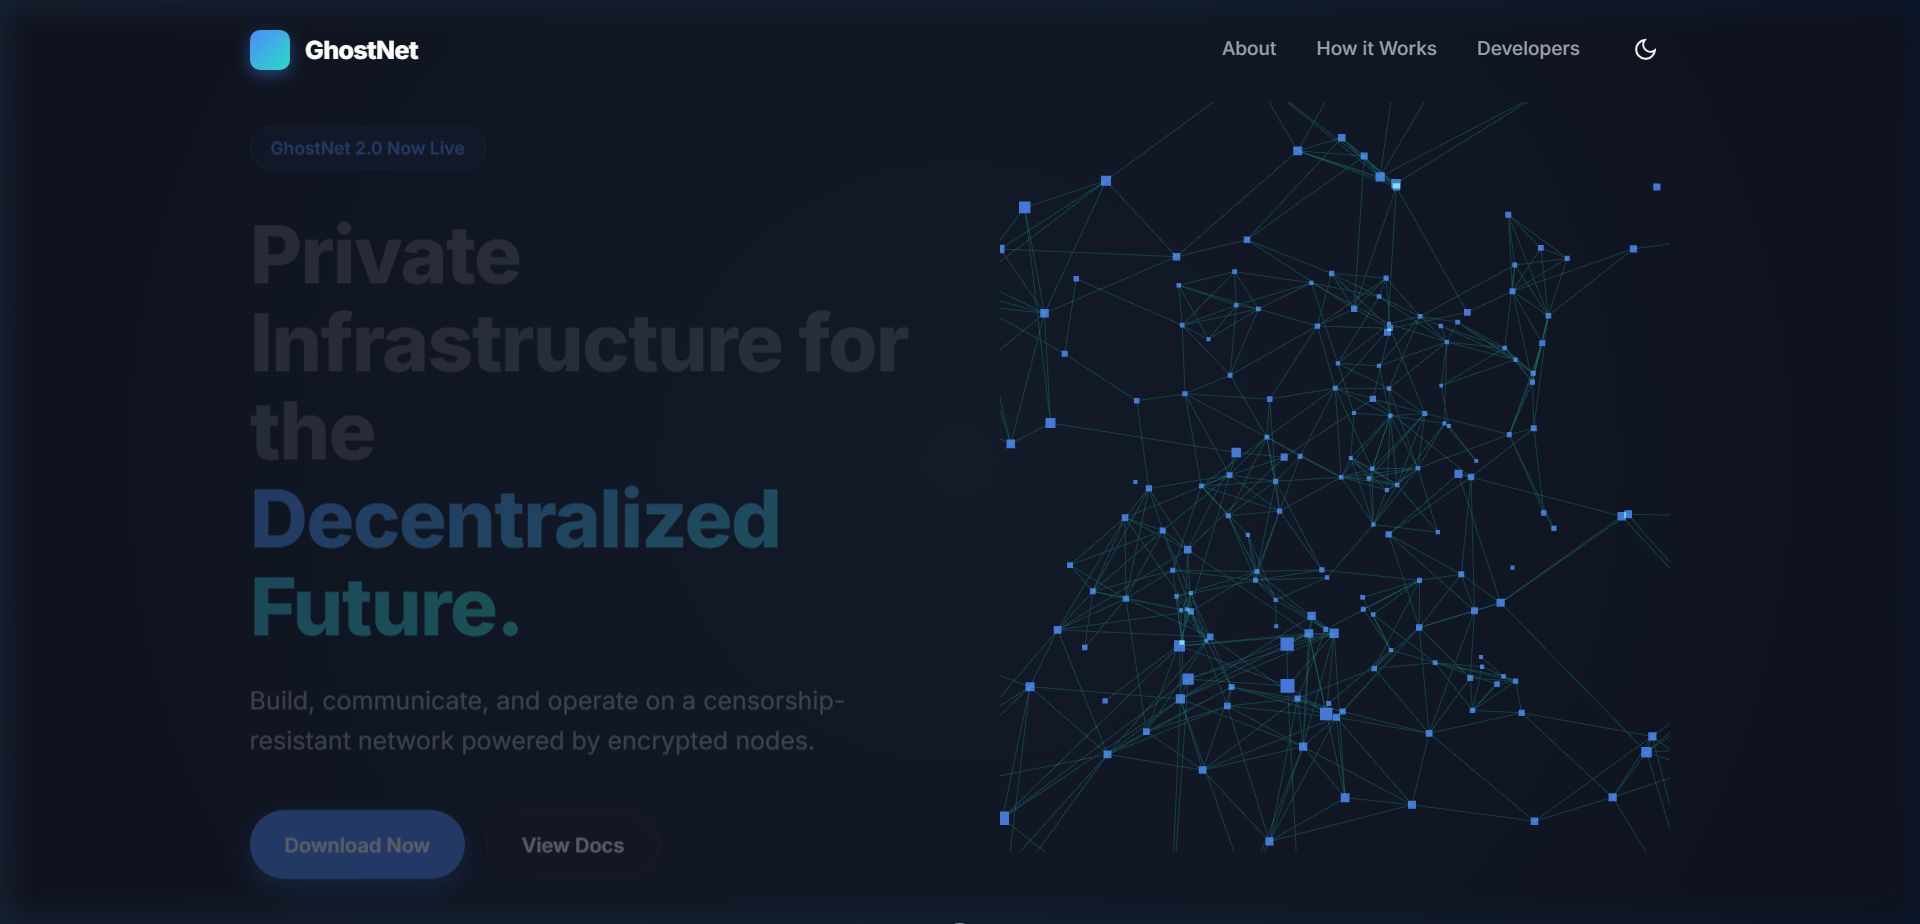 GhostNet
About
How it Works
Developers
GhostNet 2.0 Now Live
Private
Infrastructure for
the
Decentralized
Future.
Build, communicate, and operate on a censorship-
resistant network powered by encrypted nodes.
Download Now
View Docs